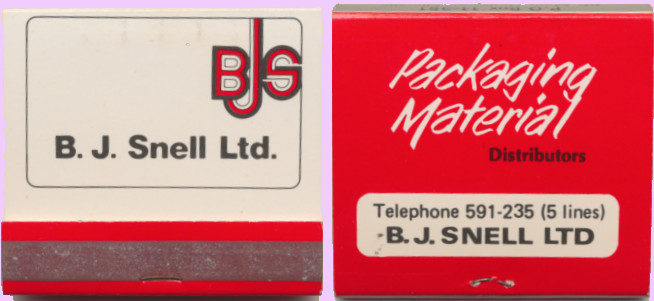 BJS
B. J. Snell Ltd.
Packaging
Material
Distributors
Telephone 591-235 (5 lines)
B. J. SNELL LTD